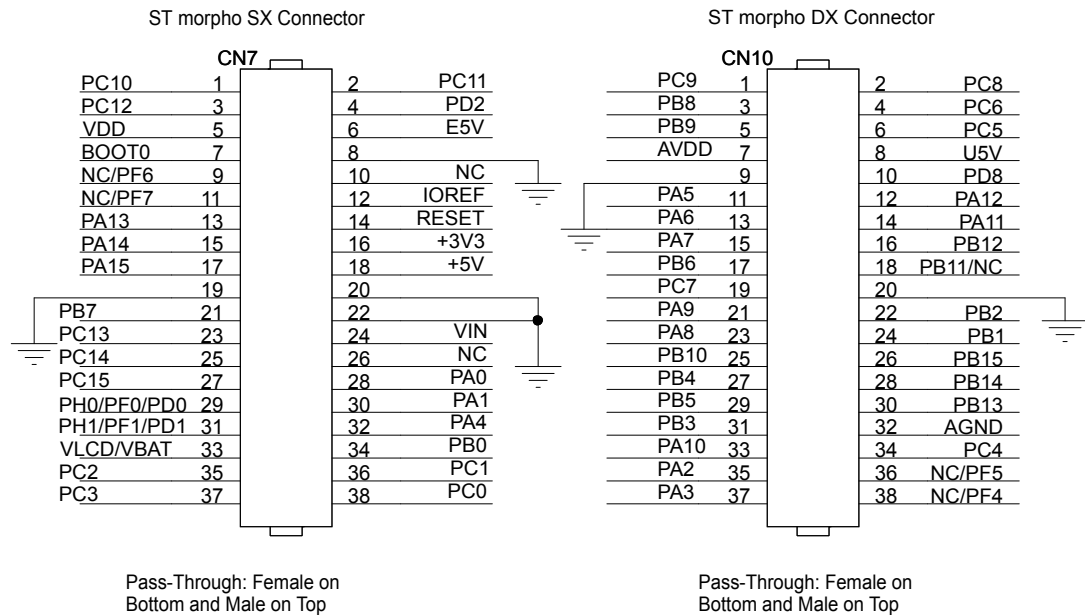 ST morpho SX Connector
ST morpho DX Connector
CN7
PC10 1 2 PC11
PC12 3 4 PD2
VDD 5 6 E5V
BOOT0 7 8
NC/PF6 9 10 NC
NC/PF7 11 12 IOREF
PA13 13 14 RESET
PA14 15 16 +3V3
PA15 17 18 +5V
19 20
PB7 21 22
PC13 23 24 VIN
PC14 25 26 NC
PC15 27 28 PA0
PH0/PF0/PD0 29 30 PA1
PH1/PF1/PD1 31 32 PA4
VLCD/VBAT 33 34 PB0
PC2 35 36 PC1
PC3 37 38 PC0
Pass-Through: Female on
Bottom and Male on Top
CN10
PC9 1 2 PC8
PB8 3 4 PC6
PB9 5 6 PC5
AVDD 7 8 U5V
9 10 PD8
PA5 11 12 PA12
PA6 13 14 PA11
PA7 15 16 PB12
PB6 17 18 PB11/NC
PC7 19 20
PA9 21 22 PB2
PA8 23 24 PB1
PB10 25 26 PB15
PB4 27 28 PB14
PB5 29 30 PB13
PB3 31 32 AGND
PA10 33 34 PC4
PA2 35 36 NC/PF5
PA3 37 38 NC/PF4
Pass-Through: Female on
Bottom and Male on Top